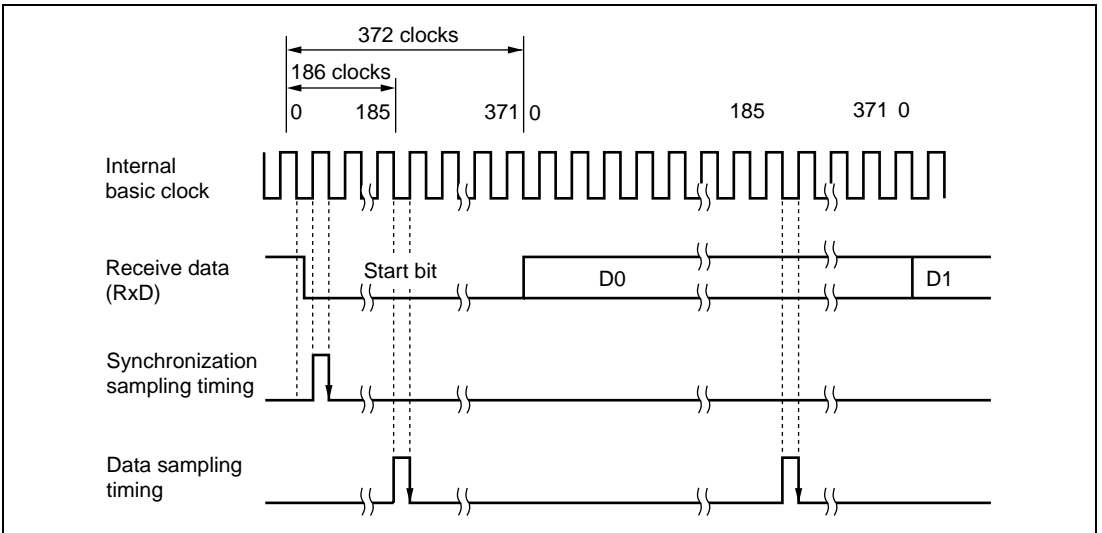 372 clocks
186 clocks
0 185 371 0 185 371 0
Internal
basic clock
Receive data
(RxD)
Start bit D0 D1
Synchronization
sampling timing
Data sampling
timing